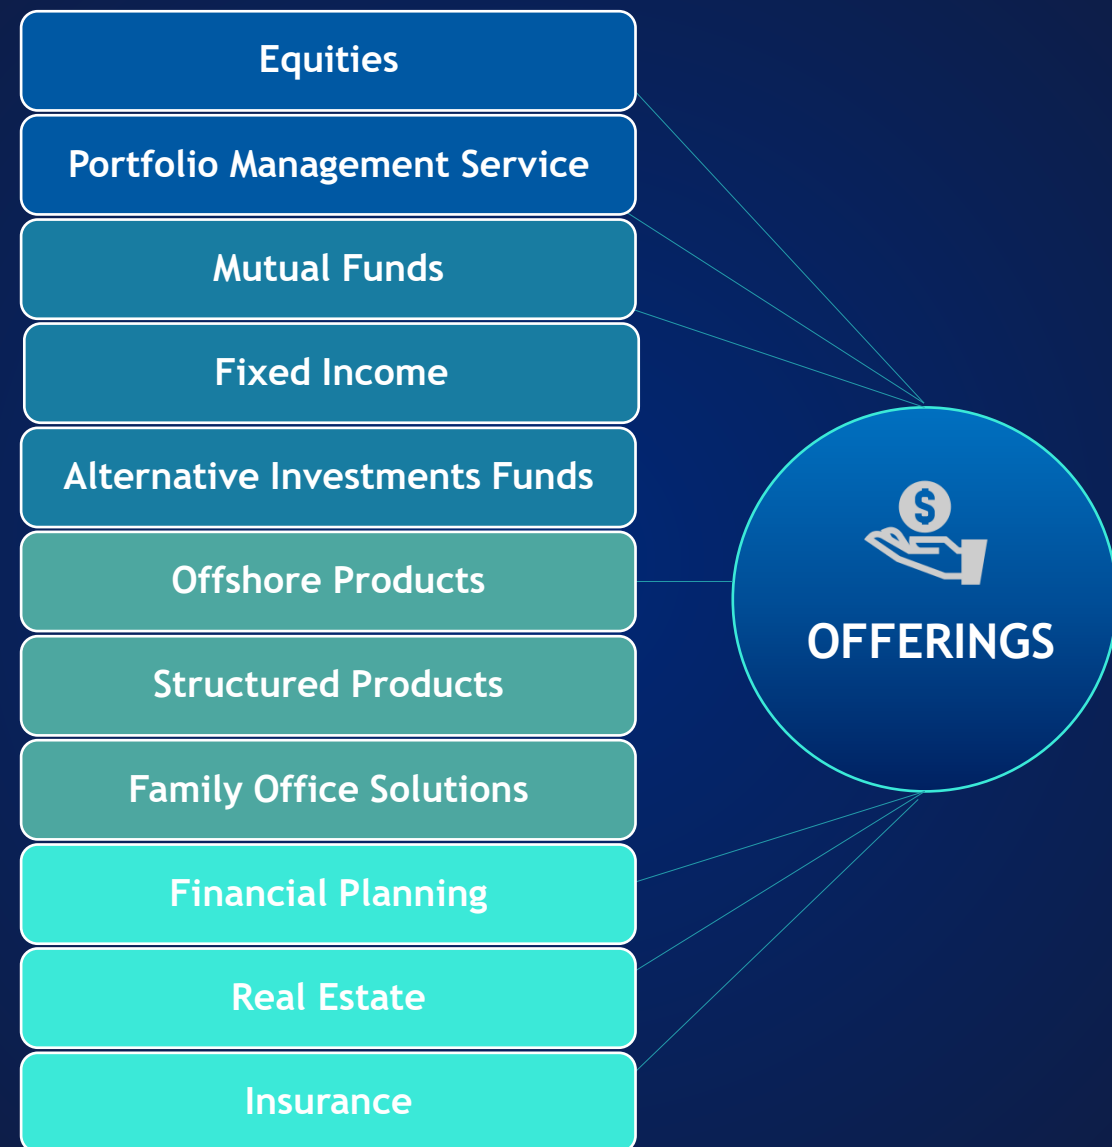 Equities
Portfolio Management Service
Mutual Funds
Fixed Income
Alternative Investments Funds
Offshore Products
Structured Products
Family Office Solutions
Financial Planning
Real Estate
Insurance
$
OFFERINGS